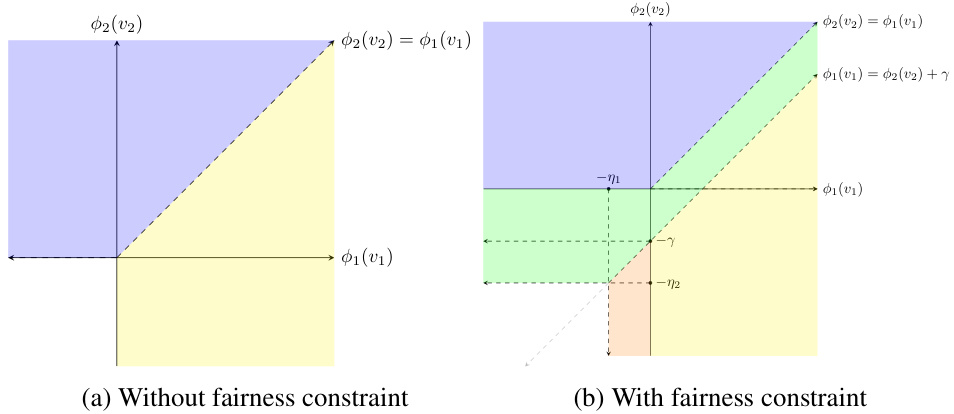 ϕ₂(v₂)
ϕ₂(v₂) = ϕ₁(v₁)
ϕ₁(v₁)
(a) Without fairness constraint
ϕ₂(v₂)
ϕ₂(v₂) = ϕ₁(v₁)
ϕ₁(v₁) = ϕ₂(v₂) + γ
−η₁
ϕ₁(v₁)
−γ
−η₂
(b) With fairness constraint